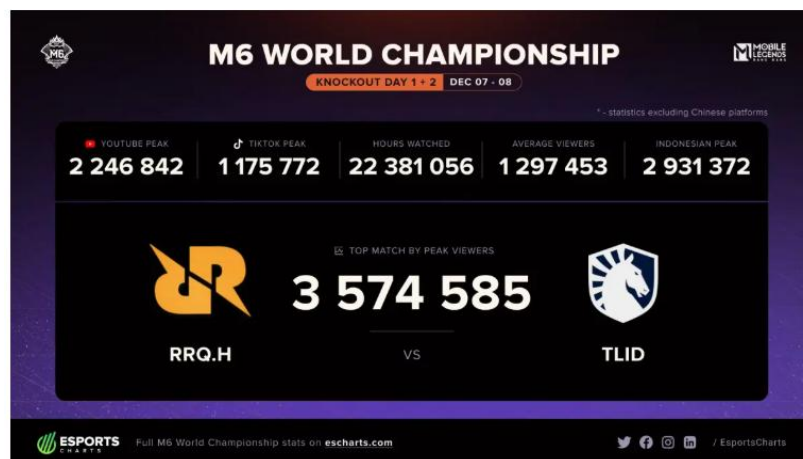 M6
M6 WORLD CHAMPIONSHIP
MOBILE
LEGENDS
BANG BANG
KNOCKOUT DAY 1 + 2 DEC 07 - 08
* - statistics excluding Chinese platforms
YOUTUBE PEAK TIKTOK PEAK HOURS WATCHED AVERAGE VIEWERS INDONESIAN PEAK
2 246 842 1 175 772 22 381 056 1 297 453 2 931 372
TOP MATCH BY PEAK VIEWERS
3 574 585
RRQ.H VS TLID
ESPORTS
CHARTS
Full M6 World Championship stats on escharts.com
/ EsportsCharts